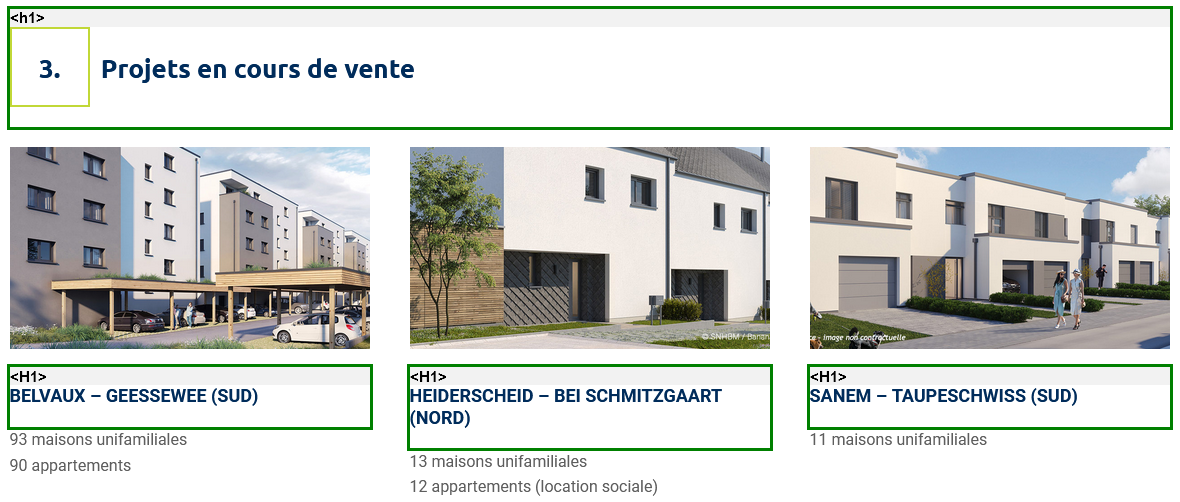 <h1>
3. Projets en cours de vente
© SNHBM / Banan
ce - Image non contractuelle
<H1>
BELVAUX – GEESSEWEE (SUD)
93 maisons unifamiliales
90 appartements
<H1>
HEIDERSCHEID – BEI SCHMITZGAART
(NORD)
13 maisons unifamiliales
12 appartements (location sociale)
<H1>
SANEM – TAUPESCHWISS (SUD)
11 maisons unifamiliales